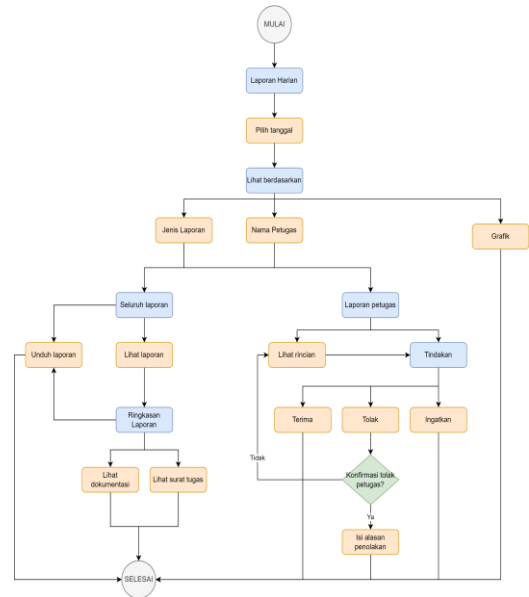 MULAI
Laporan Harian
Pilih tanggal
Lihat berdasarkan
Jenis Laporan
Nama Petugas
Grafik
Seluruh laporan
Laporan petugas
Unduh laporan
Lihat laporan
Lihat rincian
Tindakan
Ringkasan
Laporan
Terima
Tolak
Ingatkan
Tidak
Konfirmasi tolak
petugas?
Lihat
dokumentasi
Lihat surat tugas
Ya
Isi alasan
penolakan
SELESAI